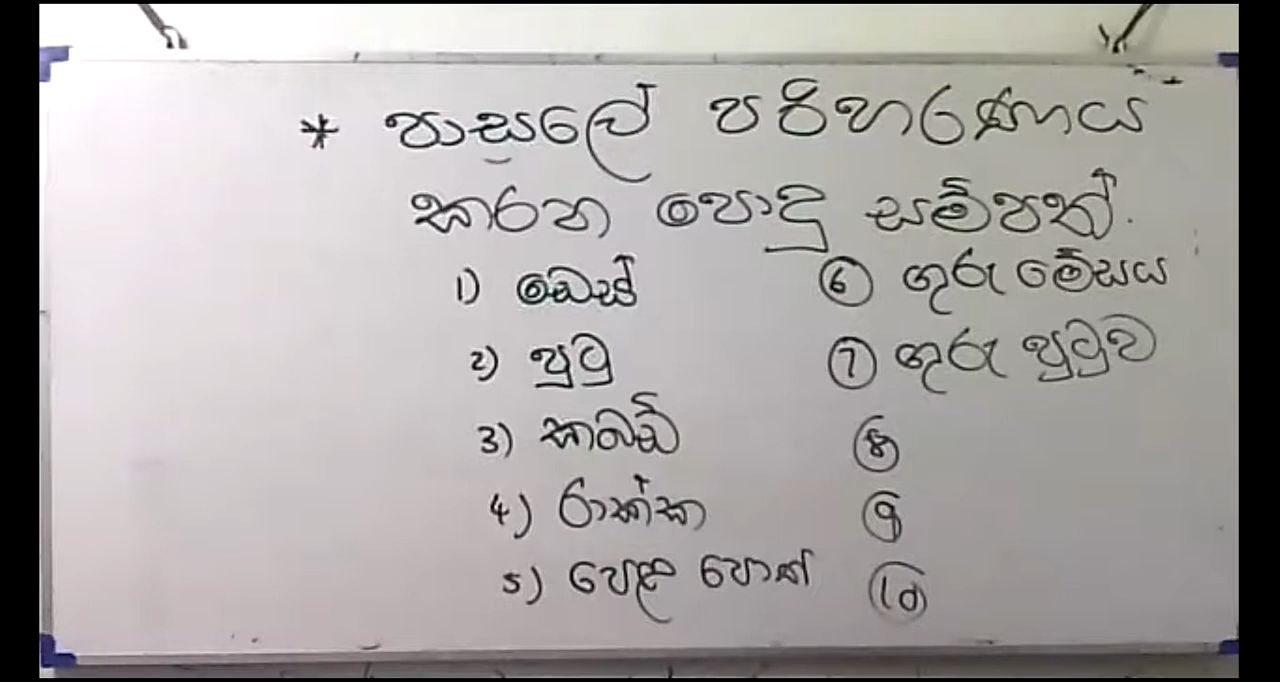 * පාසලේ පරිහරණය
කරන පොදු සම්පත්.
1) ඩෙස්
2) පුටු
3) කබඩ්
4) රාක්ක
5) පෙළ පොත්
⑥ ගුරු මේසය
⑦ ගුරු පුටුව
⑧
⑨
⑩